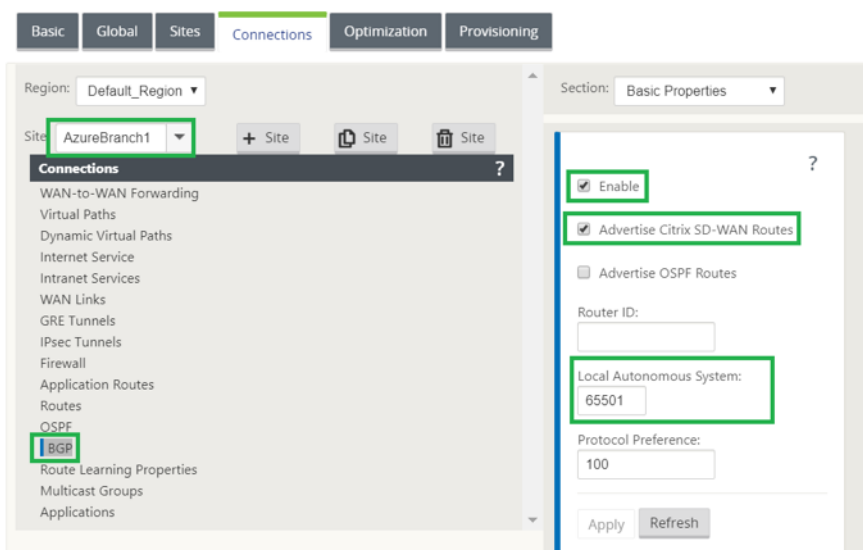 Basic Global Sites Connections Optimization Provisioning
Region: Default_Region
Site AzureBranch1 + Site Site Site
Connections ?
WAN-to-WAN Forwarding
Virtual Paths
Dynamic Virtual Paths
Internet Service
Intranet Services
WAN Links
GRE Tunnels
IPsec Tunnels
Firewall
Application Routes
Routes
OSPF
BGP
Route Learning Properties
Multicast Groups
Applications
Section: Basic Properties
?
Enable
Advertise Citrix SD-WAN Routes
Advertise OSPF Routes
Router ID:
Local Autonomous System:
65501
Protocol Preference:
100
Apply Refresh